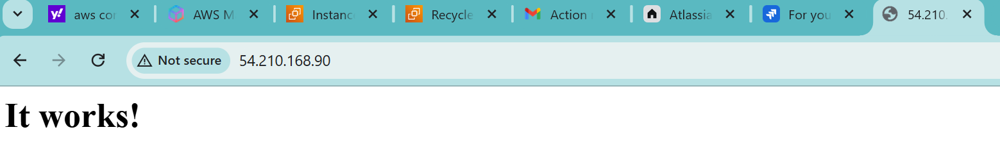 aws cor AWS M Instanc Recycle Action Atlassia For you 54.210.
Not secure 54.210.168.90
It works!